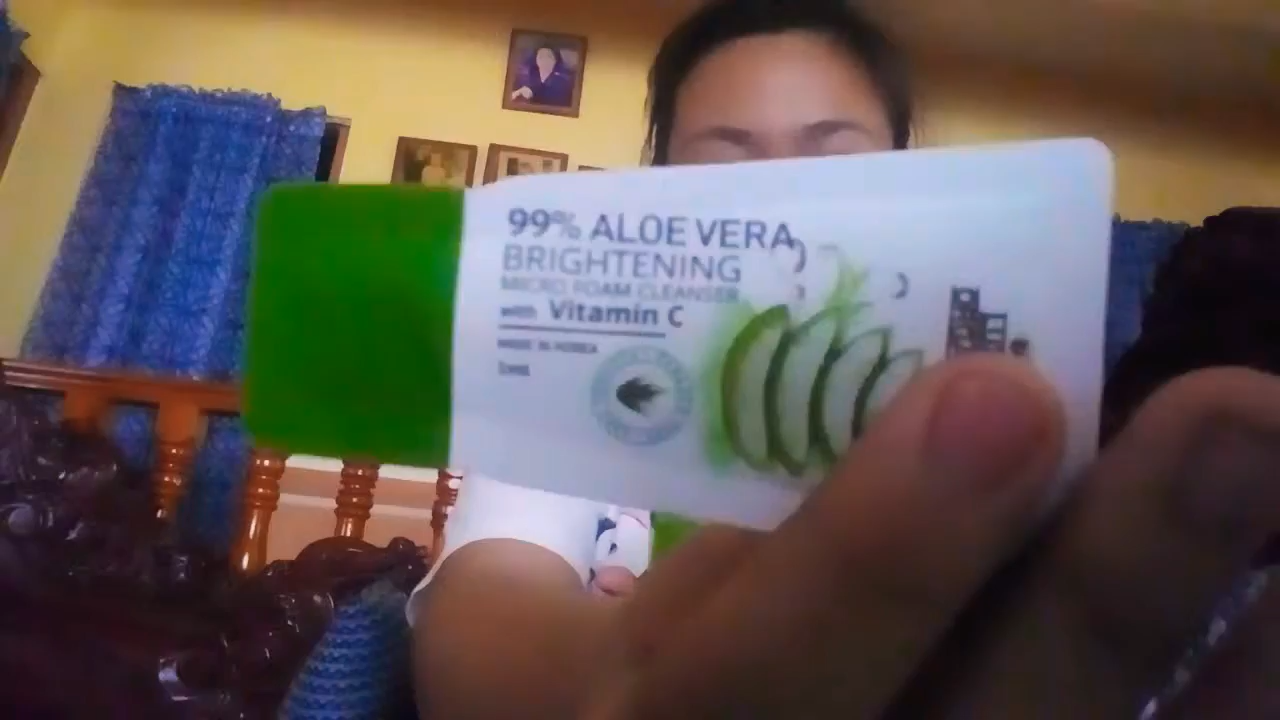 99% ALOE VERA
BRIGHTENING
MICRO FOAM CLEANSER
with Vitamin C
MADE IN KOREA